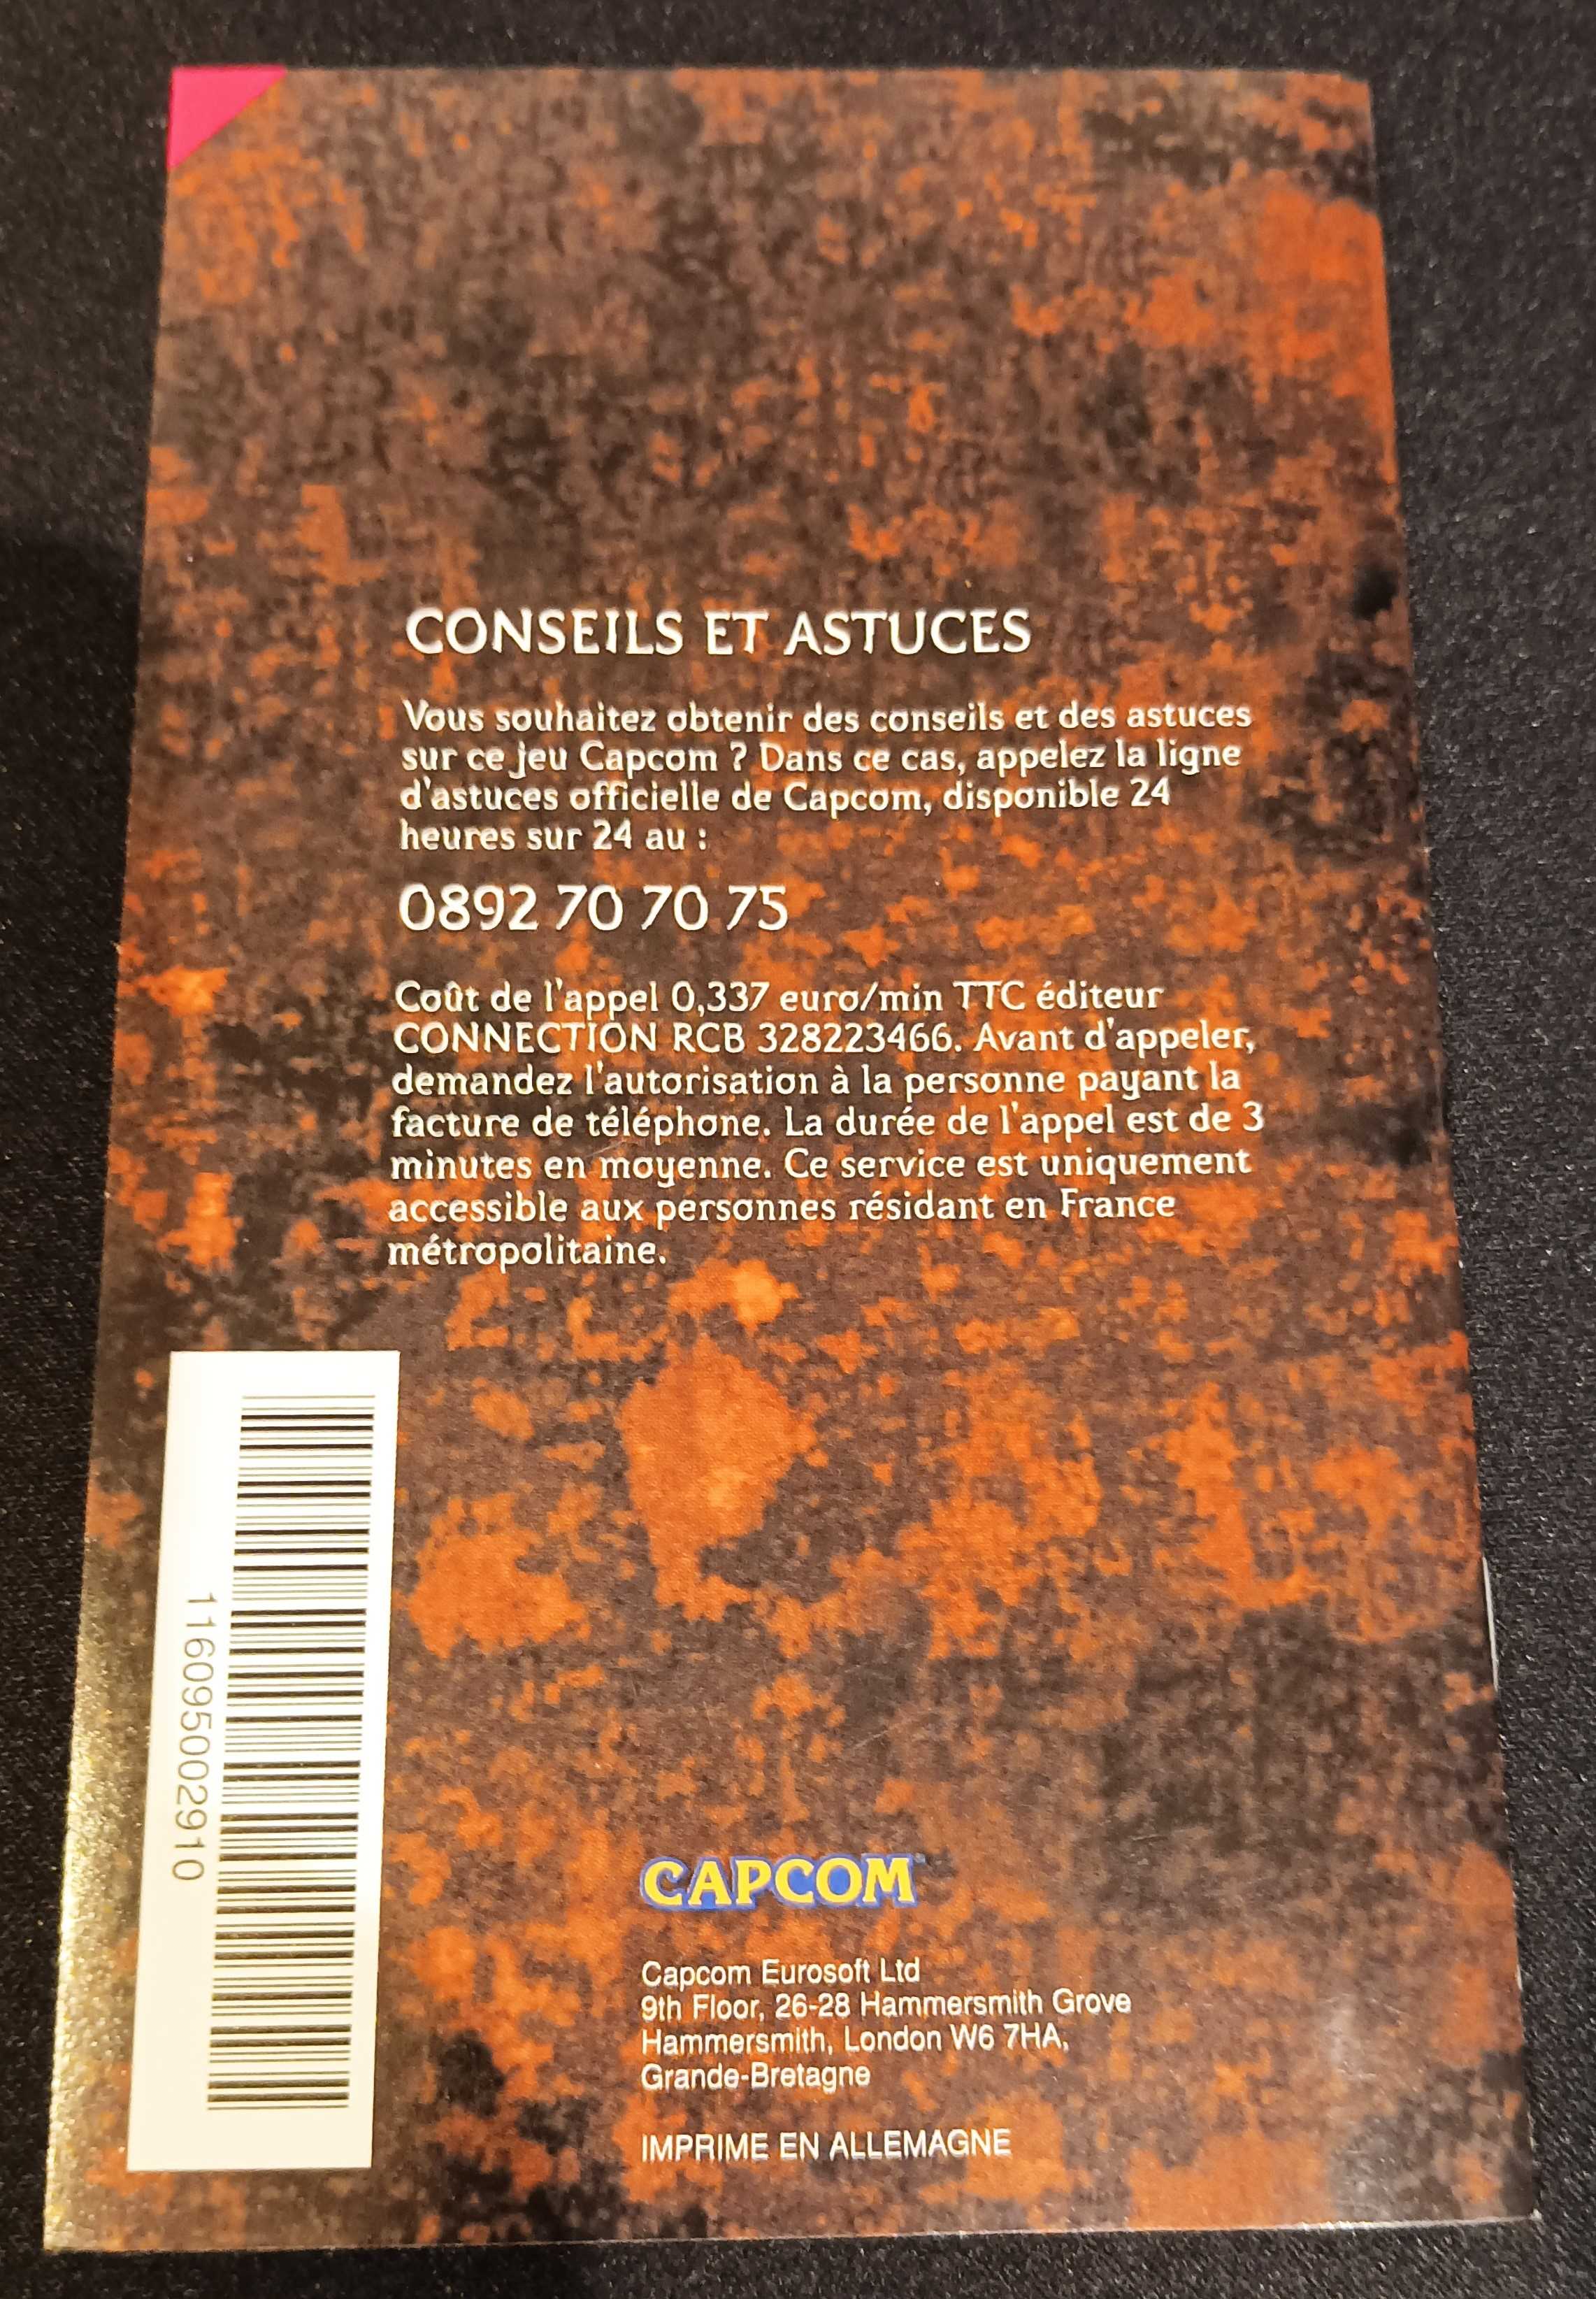 CONSEILS ET ASTUCES
Vous souhaitez obtenir des conseils et des astuces
sur ce jeu Capcom ? Dans ce cas, appelez la ligne
d'astuces officielle de Capcom, disponible 24
heures sur 24 au :
0892 70 70 75
Coût de l'appel 0,337 euro/min TTC éditeur
CONNECTION RCB 328223466. Avant d'appeler,
demandez l'autorisation à la personne payant la
facture de téléphone. La durée de l'appel est de 3
minutes en moyenne. Ce service est uniquement
accessible aux personnes résidant en France
métropolitaine.
116095002910
CAPCOM
Capcom Eurosoft Ltd
9th Floor, 26-28 Hammersmith Grove
Hammersmith, London W6 7HA,
Grande-Bretagne
IMPRIME EN ALLEMAGNE